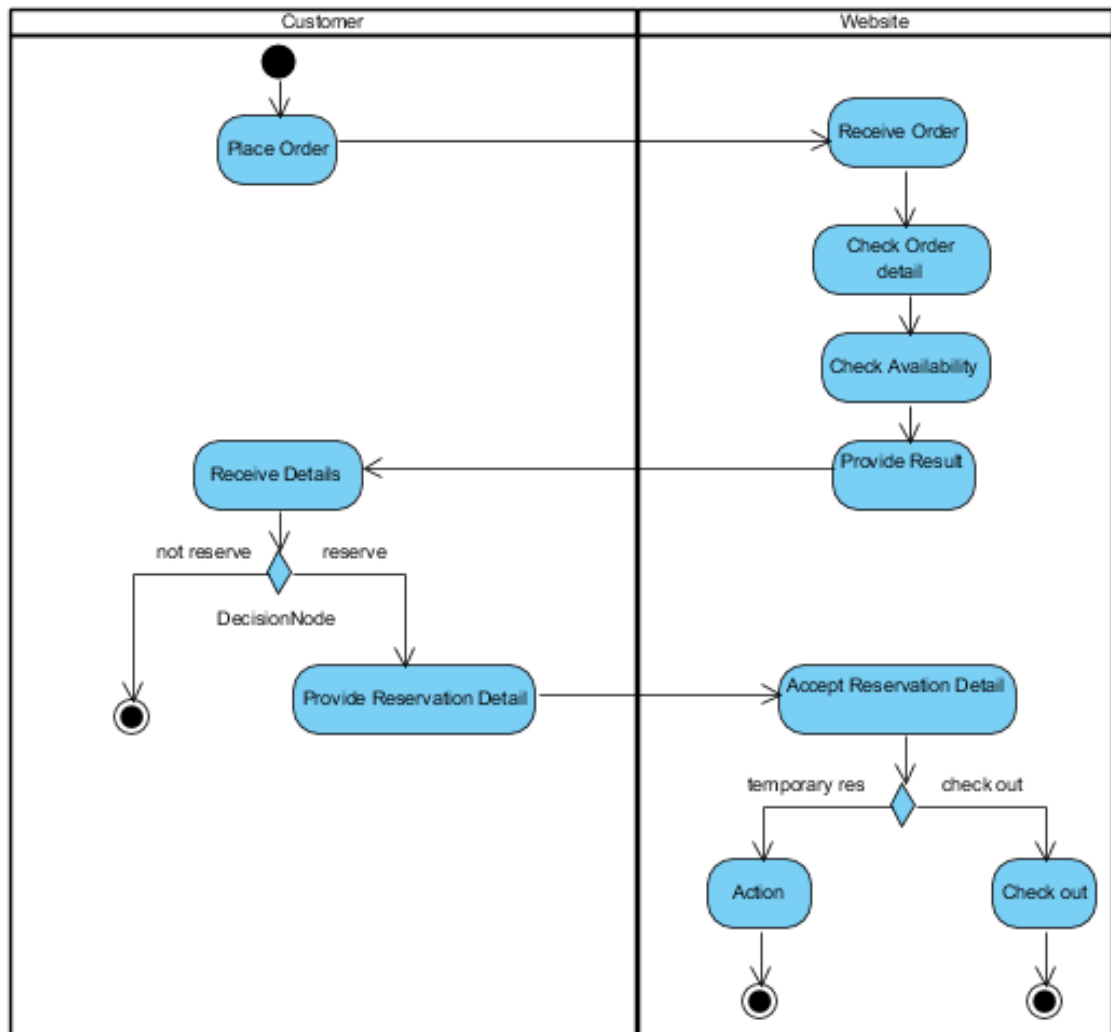 Customer
Website
Place Order
Receive Order
Check Order
detail
Check Availability
Receive Details
Provide Result
not reserve
reserve
DecisionNode
Provide Reservation Detail
Accept Reservation Detail
temporary res
check out
Action
Check out